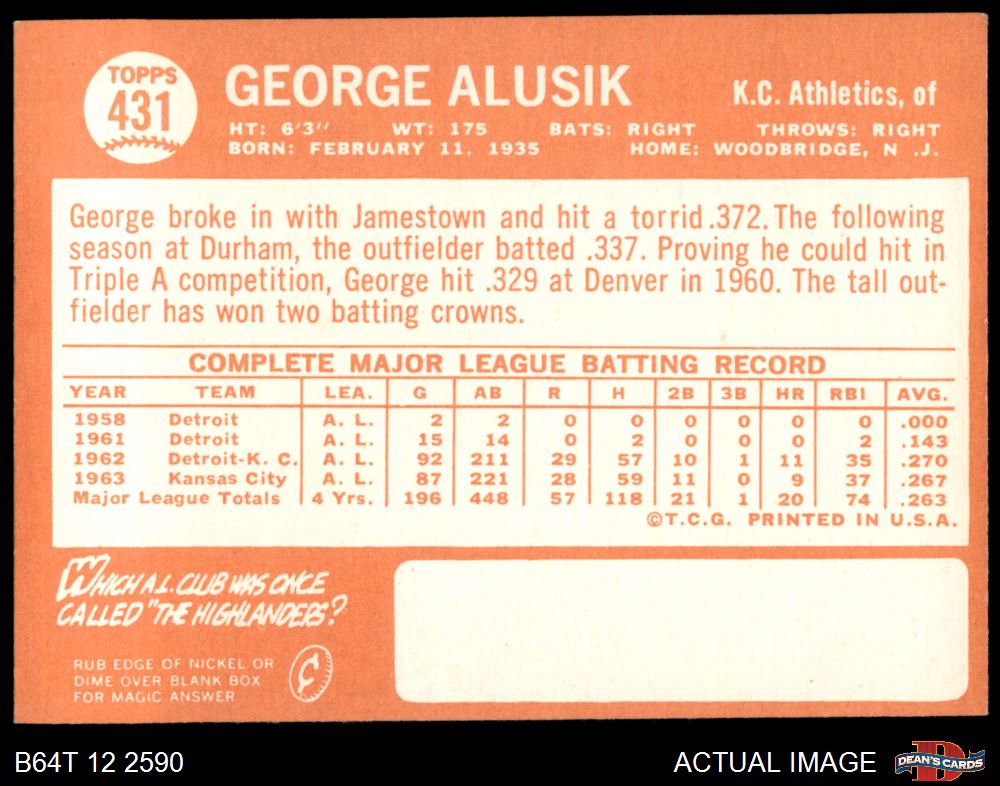 TOPPS
431
GEORGE ALUSIK
K.C. Athletics, of
HT: 6'3" WT: 175 BATS: RIGHT THROWS: RIGHT
BORN: FEBRUARY 11, 1935 HOME: WOODBRIDGE, N .J.
George broke in with Jamestown and hit a torrid .372. The following
season at Durham, the outfielder batted .337. Proving he could hit in
Triple A competition, George hit .329 at Denver in 1960. The tall out-
fielder has won two batting crowns.
COMPLETE MAJOR LEAGUE BATTING RECORD
YEAR TEAM LEA. G AB R H 2B 3B HR RBI AVG.
1958 Detroit A. L. 2 2 0 0 0 0 0 0 .000
1961 Detroit A. L. 15 14 0 2 0 0 0 2 .143
1962 Detroit-K. C. A. L. 92 211 29 57 10 1 11 35 .270
1963 Kansas City A. L. 87 221 28 59 11 0 9 37 .267
Major League Totals 4 Yrs. 196 448 57 118 21 1 20 74 .263
©T.C.G. PRINTED IN U.S.A.
WHICH A.L. CLUB WAS ONCE
CALLED "THE HIGHLANDERS?
RUB EDGE OF NICKEL OR
DIME OVER BLANK BOX
FOR MAGIC ANSWER
¢
B64T 12 2590
ACTUAL IMAGE
D
DEAN'S CARDS